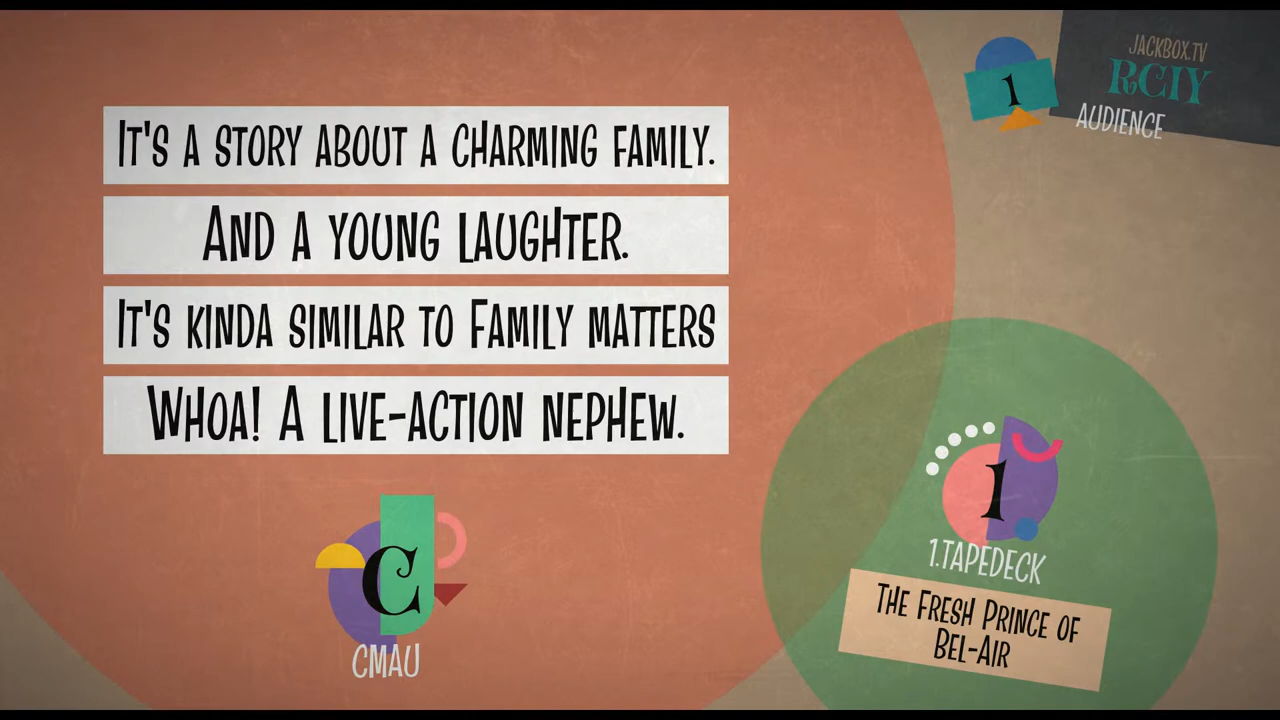 It's a story about a charming family.
And a young laughter.
It's kinda similar to Family matters
Whoa! A live-action nephew.
C
CMAU
1
JACKBOX.TV
RCIY
AUDIENCE
1
1.TAPEDECK
The Fresh Prince of
Bel-Air